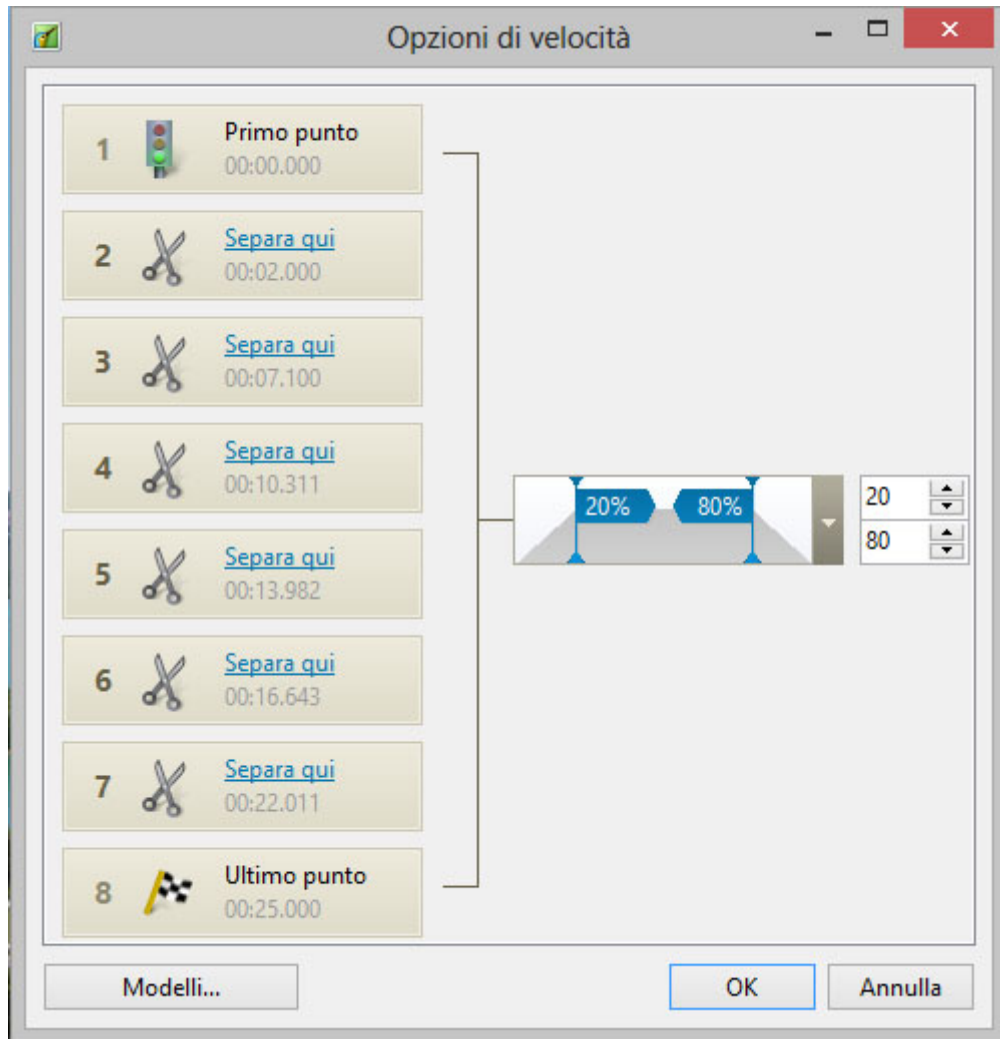 Opzioni di velocità
1
Primo punto
00:00.000
2
Separa qui
00:02.000
3
Separa qui
00:07.100
4
Separa qui
00:10.311
5
Separa qui
00:13.982
6
Separa qui
00:16.643
7
Separa qui
00:22.011
8
Ultimo punto
00:25.000
20% 80%
20
80
Modelli... OK Annulla